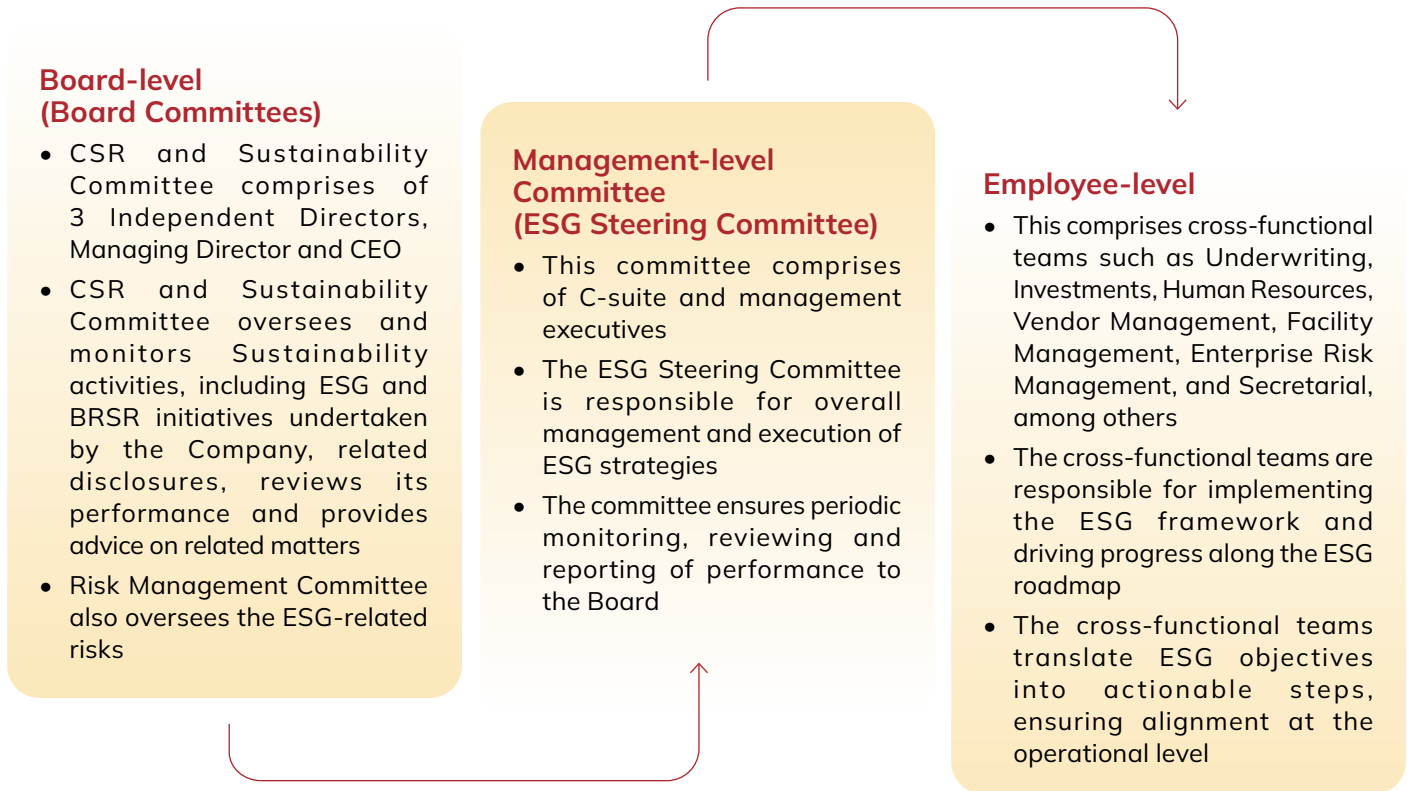 Board-level
(Board Committees)
• CSR and Sustainability
Committee comprises of
3 Independent Directors,
Managing Director and CEO
• CSR and Sustainability
Committee oversees and
monitors Sustainability
activities, including ESG and
BRSR initiatives undertaken
by the Company, related
disclosures, reviews its
performance and provides
advice on related matters
• Risk Management Committee
also oversees the ESG-related
risks
Management-level
Committee
(ESG Steering Committee)
• This committee comprises
of C-suite and management
executives
• The ESG Steering Committee
is responsible for overall
management and execution of
ESG strategies
• The committee ensures periodic
monitoring, reviewing and
reporting of performance to
the Board
Employee-level
• This comprises cross-functional
teams such as Underwriting,
Investments, Human Resources,
Vendor Management, Facility
Management, Enterprise Risk
Management, and Secretarial,
among others
• The cross-functional teams are
responsible for implementing
the ESG framework and
driving progress along the ESG
roadmap
• The cross-functional teams
translate ESG objectives
into actionable steps,
ensuring alignment at the
operational level